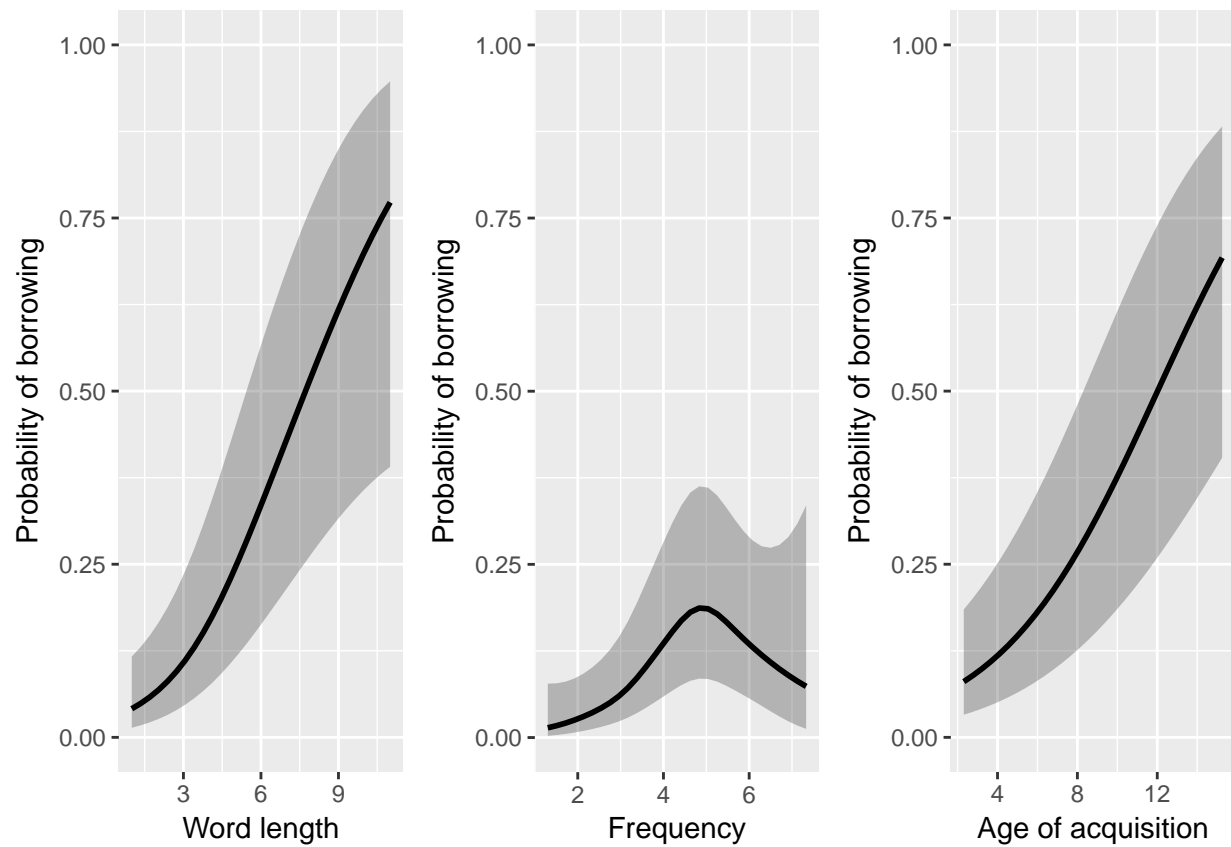 Probability of borrowing
1.00
0.75
0.50
0.25
0.00
3 6 9
Word length
Probability of borrowing
1.00
0.75
0.50
0.25
0.00
2 4 6
Frequency
Probability of borrowing
1.00
0.75
0.50
0.25
0.00
4 8 12
Age of acquisition